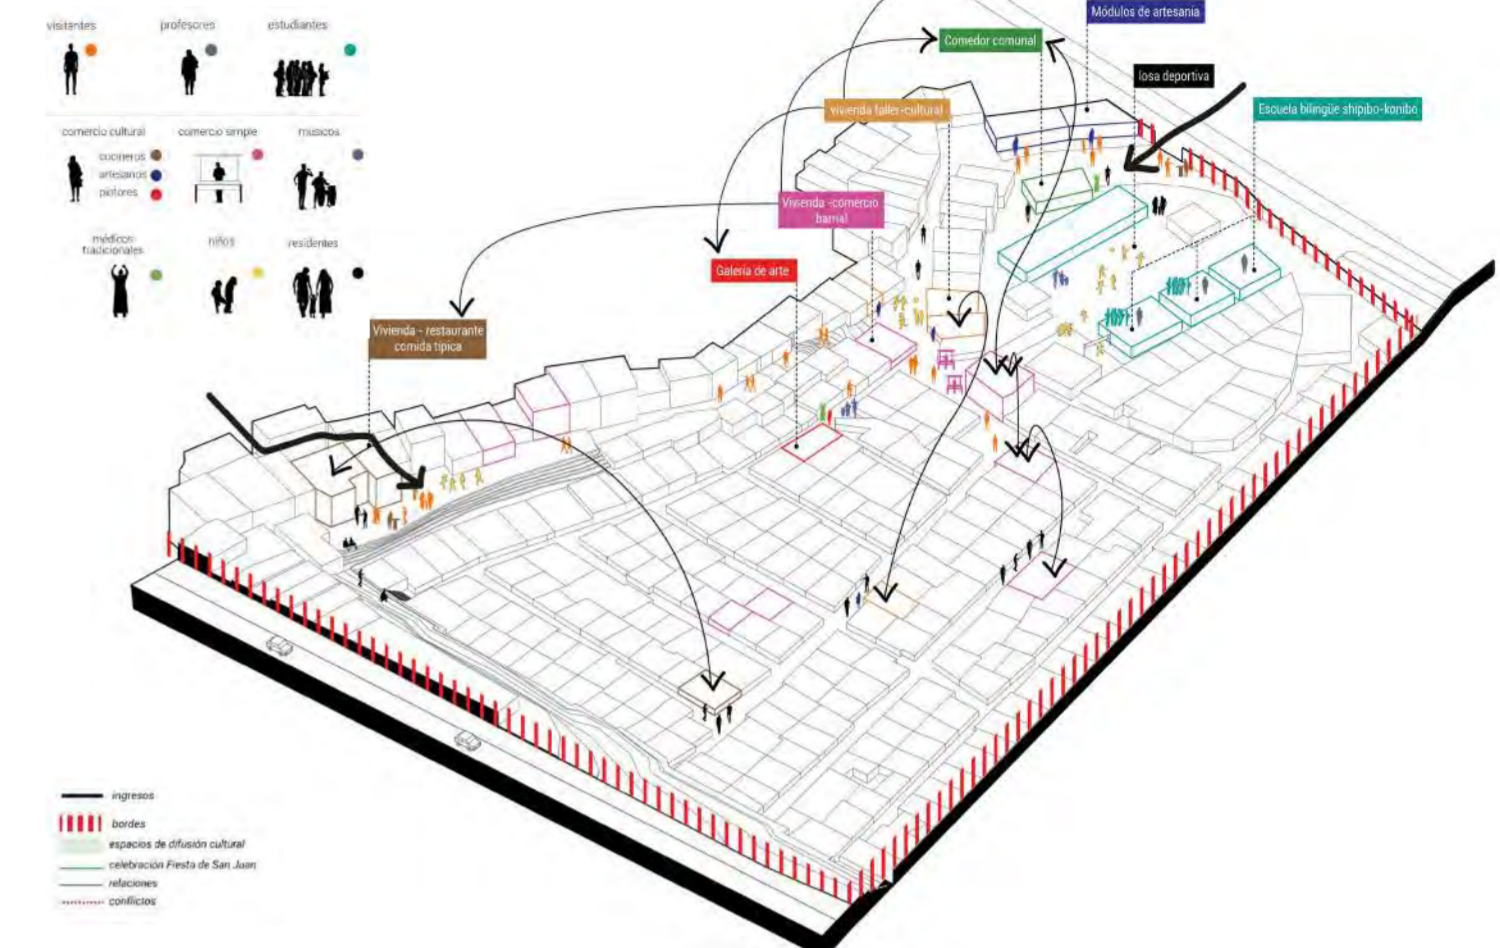 visitantes
profesores
estudiantes
comercio cultural
comercio simple
músicos
cocineros
artesanos
pintores
médicos
tradicionales
niños
residentes
Módulos de artesanía
Comedor comunal
losa deportiva
vivienda taller-cultural
Escuela bilingüe shipibo-konibo
Vivienda -comercio
barrial
Galería de arte
Vivienda - restaurante
comida típica
ingresos
bordes
espacios de difusión cultural
celebración Fiesta de San Juan
relaciones
conflictos